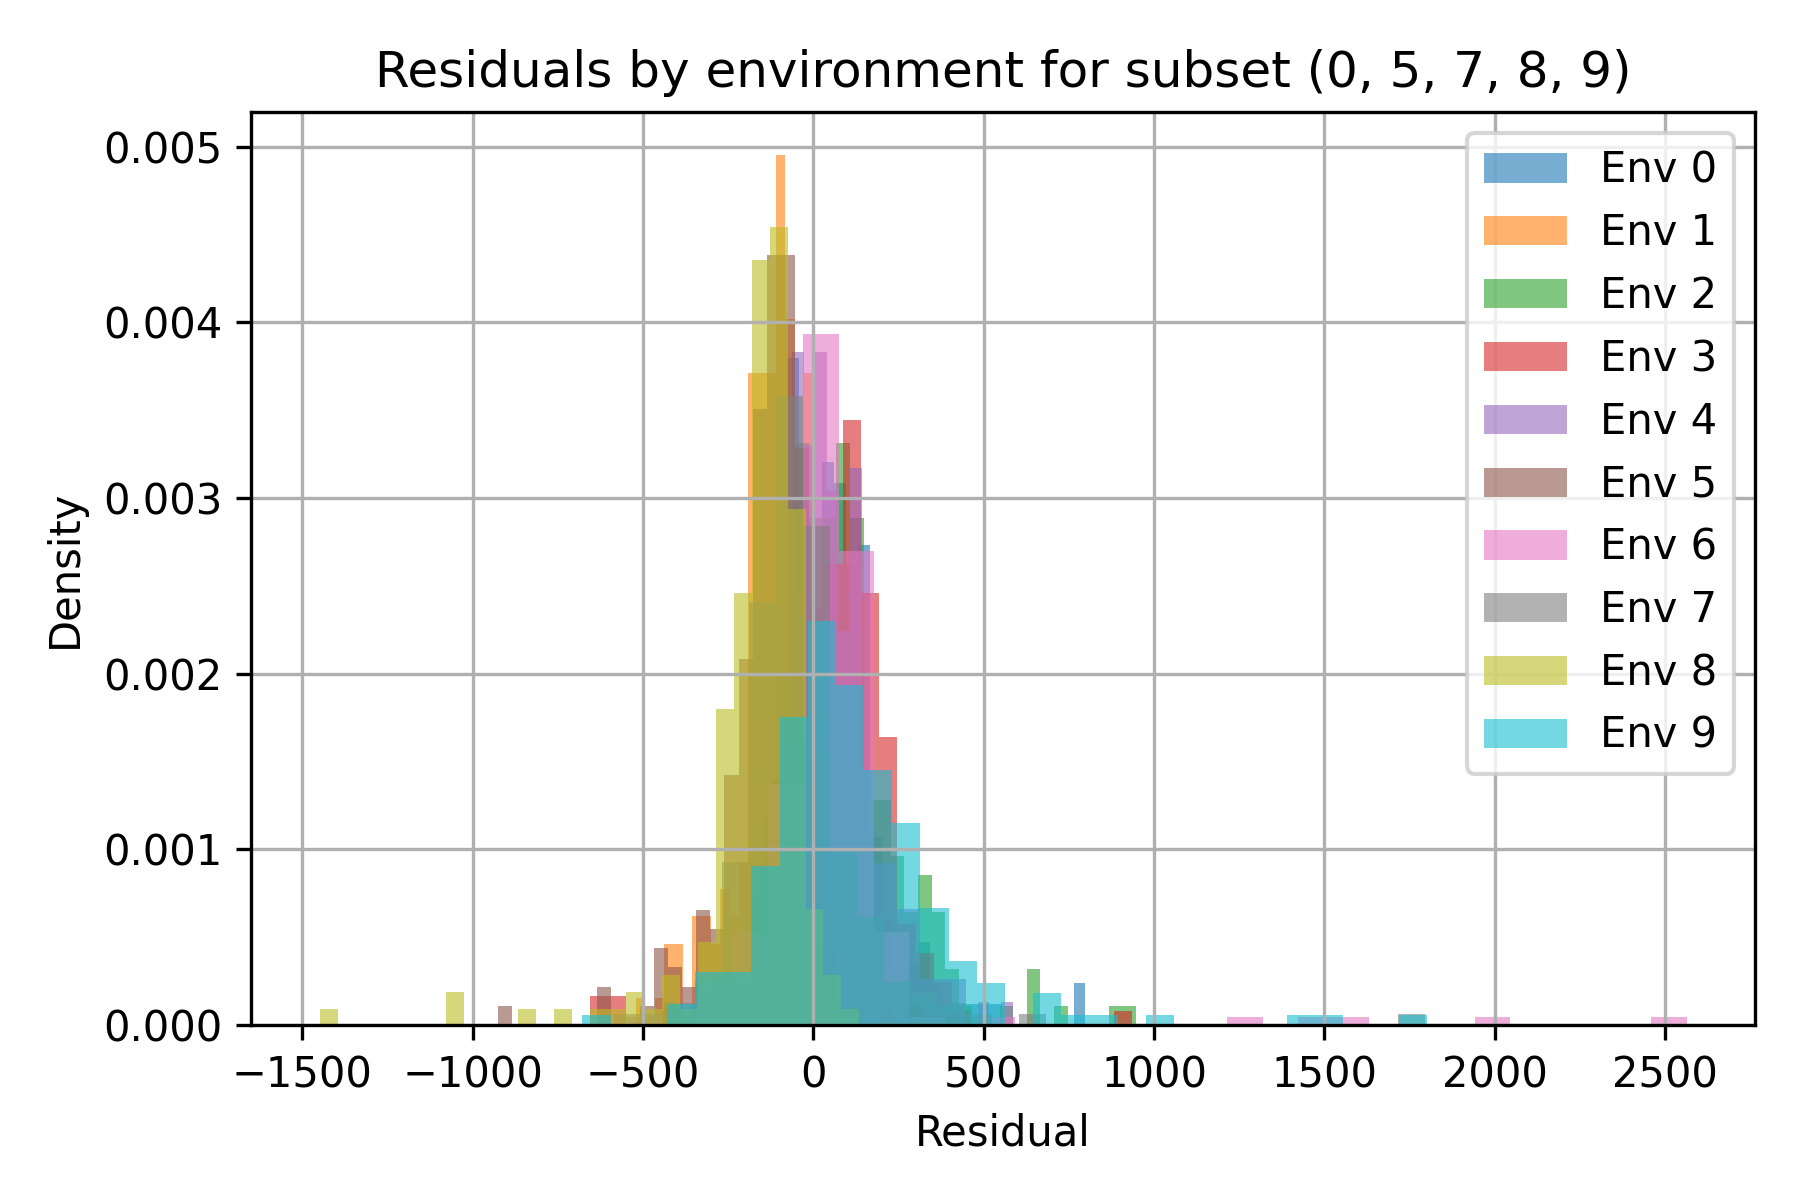 Residuals by environment for subset (0, 5, 7, 8, 9)
0.005
0.004
0.003
0.002
0.001
0.000
Density
−1500
−1000
−500
0
500
1000
1500
2000
2500
Residual
Env 0
Env 1
Env 2
Env 3
Env 4
Env 5
Env 6
Env 7
Env 8
Env 9